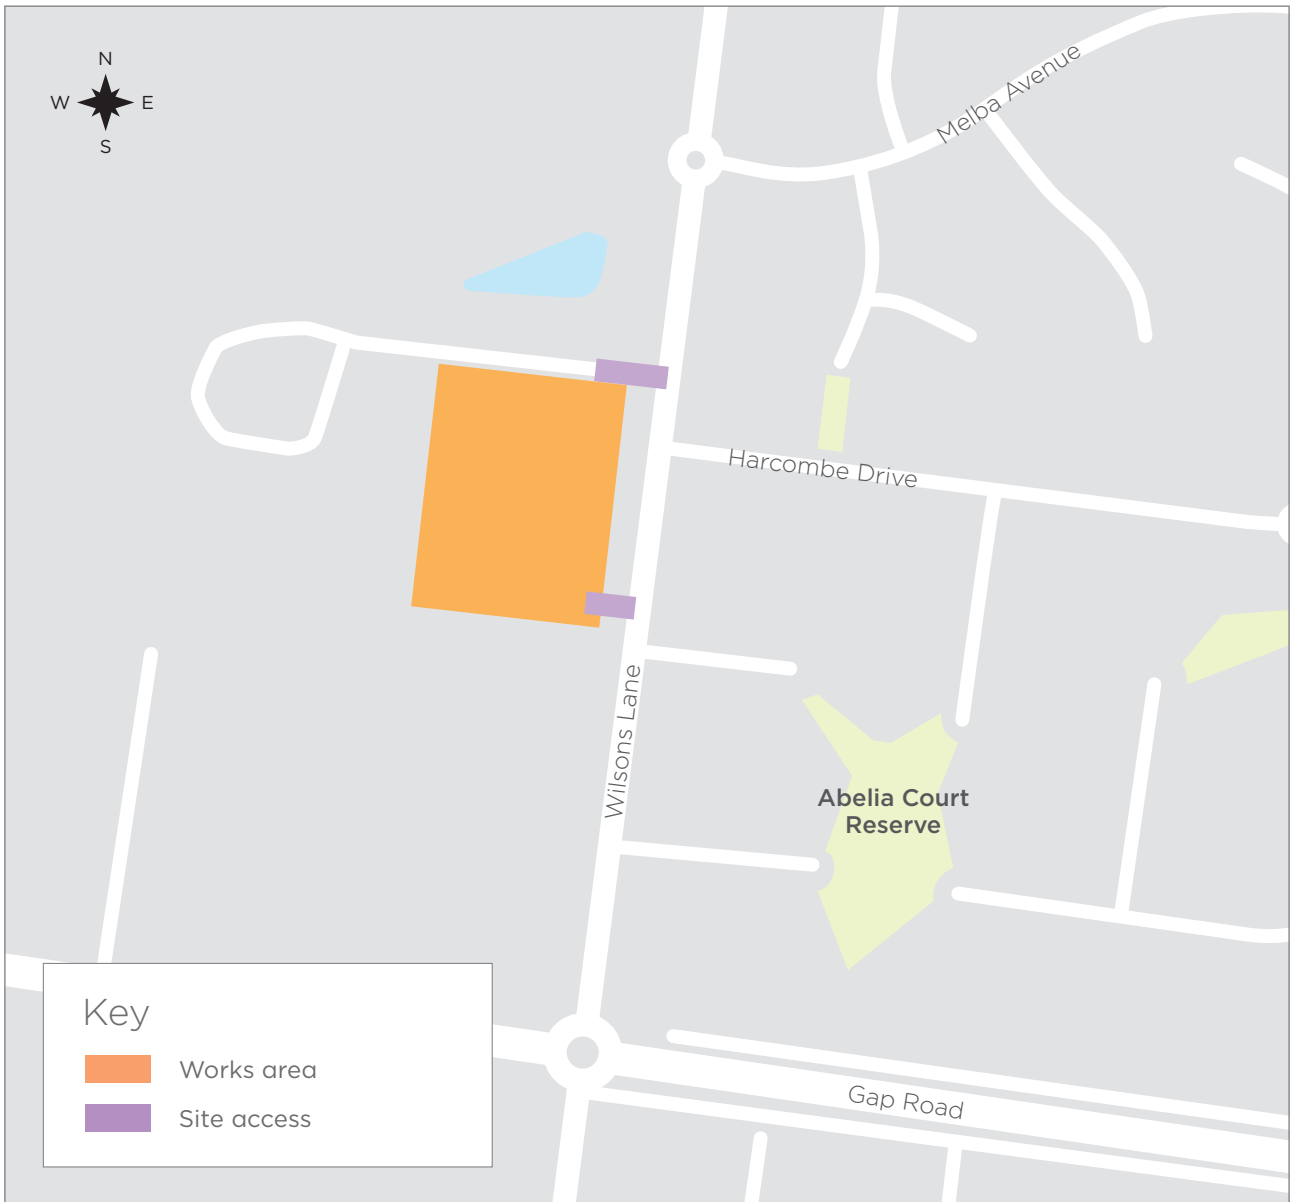 N
W E
S
Melba Avenue
Harcombe Drive
Wilsons Lane
Abelia Court
Reserve
Key
Works area
Site access
Gap Road